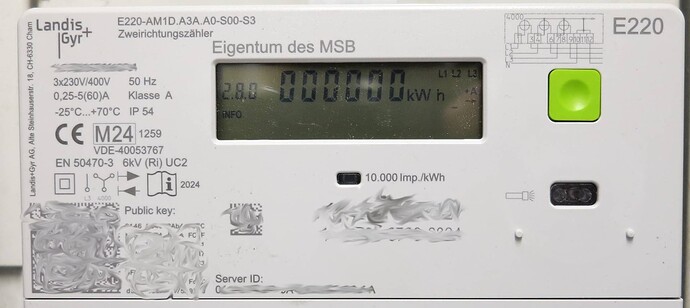 Landis+
Gyr
E220-AM1D.A3A.A0-S00-S3
Zweirichtungszähler
Eigentum des MSB
4000
E220
3x230V/400V 50 Hz
0,25-5(60)A Klasse A
-25°C...+70°C IP 54
CE M24 1259
VDE-40053767
EN 50470-3 6kV (Ri) UC2
L3 4000
2024
L1 L2 L3
2.8.0 000000 kWh
+A
INFO
10.000 Imp./kWh
Public key:
Server ID:
Landis+Gyr AG, Alte Steinhauserstr. 18, CH-6330 Cham